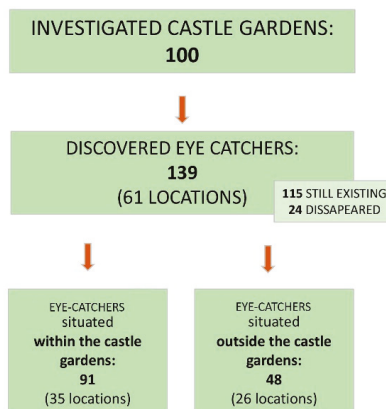 INVESTIGATED CASTLE GARDENS:
100
DISCOVERED EYE CATCHERS:
139
(61 LOCATIONS)
115 STILL EXISTING
24 DISSAPEARED
EYE-CATCHERS
situated
within the castle
gardens:
91
(35 locations)
EYE-CATCHERS
situated
outside the castle
gardens:
48
(26 locations)